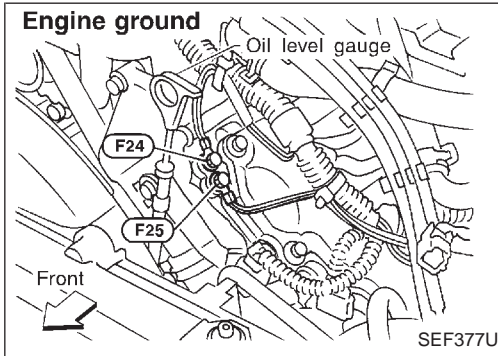 Engine ground
Oil level gauge
F24
F25
Front
SEF377U